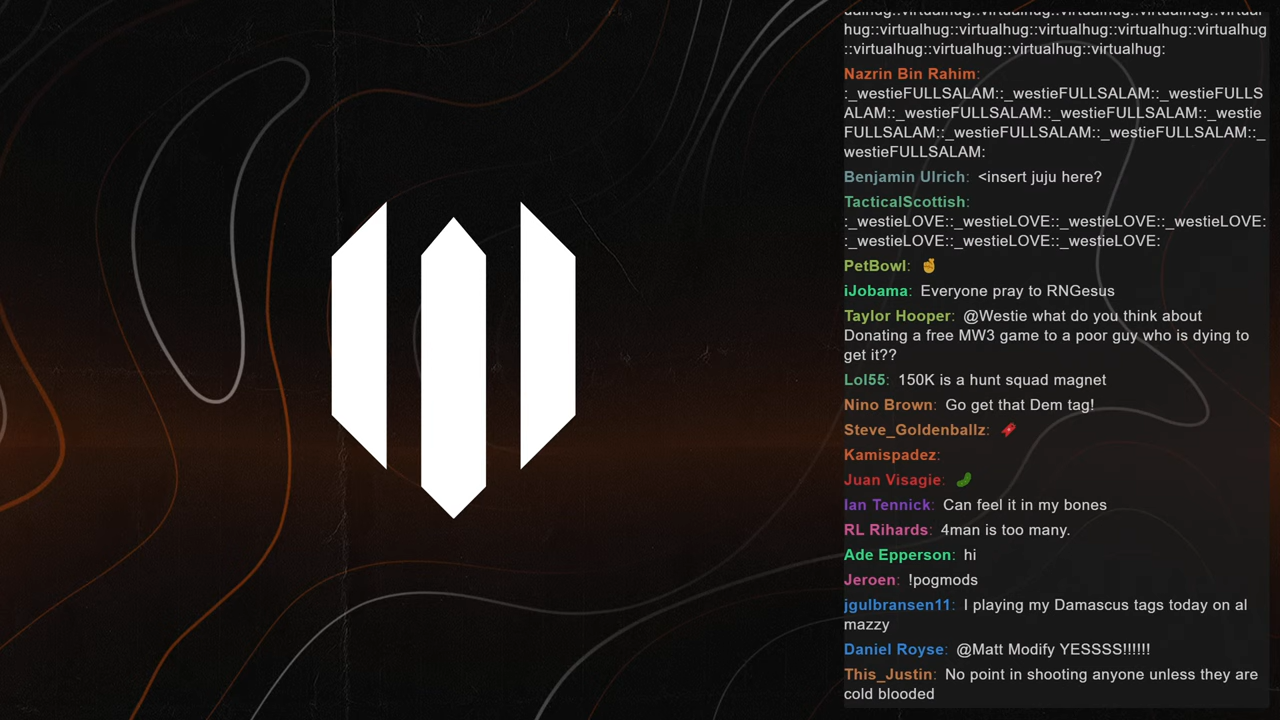 hug::virtualhug::virtualhug::virtualhug::virtualhug::virtualhug
::virtualhug::virtualhug::virtualhug::virtualhug:
Nazrin Bin Rahim:
:_westieFULLSALAM::_westieFULLSALAM::_westieFULLS
ALAM::_westieFULLSALAM::_westieFULLSALAM::_westie
FULLSALAM::_westieFULLSALAM::_westieFULLSALAM::_
westieFULLSALAM:
Benjamin Ulrich: <insert juju here?
TacticalScottish:
:_westieLOVE::_westieLOVE::_westieLOVE::_westieLOVE:
:_westieLOVE::_westieLOVE::_westieLOVE:
PetBowl: 🤞
iJobama: Everyone pray to RNGesus
Taylor Hooper: @Westie what do you think about
Donating a free MW3 game to a poor guy who is dying to
get it??
Lol55: 150K is a hunt squad magnet
Nino Brown: Go get that Dem tag!
Steve_Goldenballz: 🧨
Kamispadez:
Juan Visagie: 🥒
Ian Tennick: Can feel it in my bones
RL Rihards: 4man is too many.
Ade Epperson: hi
Jeroen: !pogmods
jgulbransen11: I playing my Damascus tags today on al
mazzy
Daniel Royse: @Matt Modify YESSSS!!!!!!
This_Justin: No point in shooting anyone unless they are
cold blooded